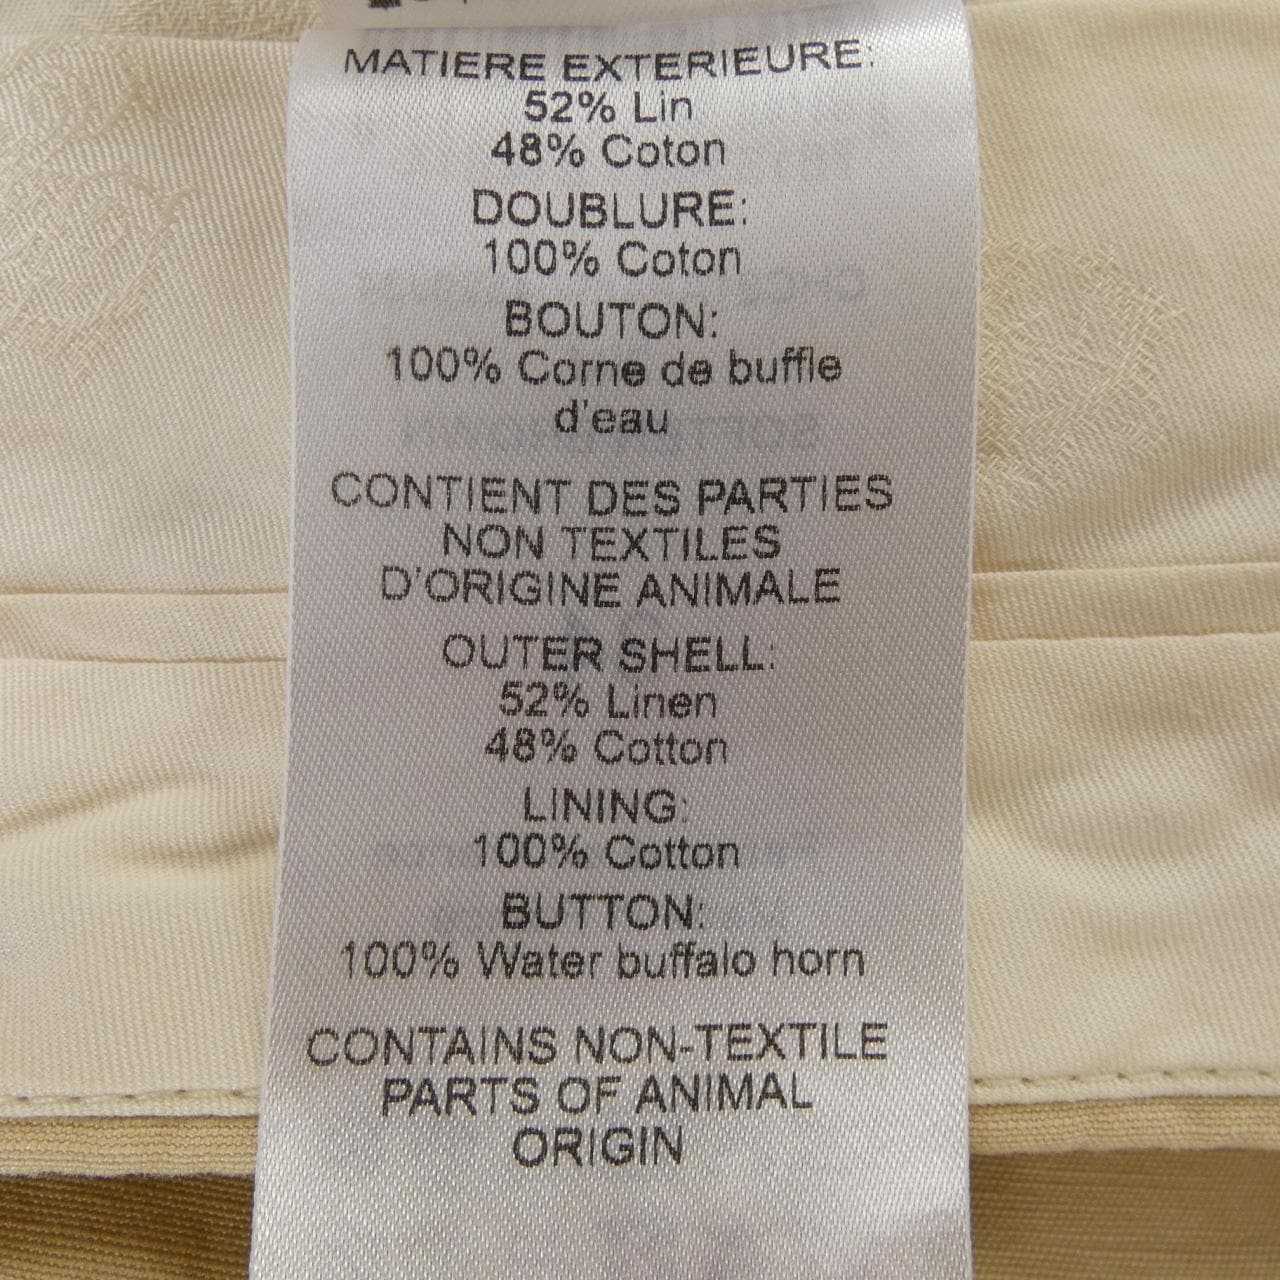 MATIERE EXTERIEURE:
52% Lin
48% Coton
DOUBLURE:
100% Coton
BOUTON:
100% Corne de buffle
d'eau
CONTIENT DES PARTIES
NON TEXTILES
D'ORIGINE ANIMALE
OUTER SHELL:
52% Linen
48% Cotton
LINING:
100% Cotton
BUTTON:
100% Water buffalo horn
CONTAINS NON-TEXTILE
PARTS OF ANIMAL
ORIGIN